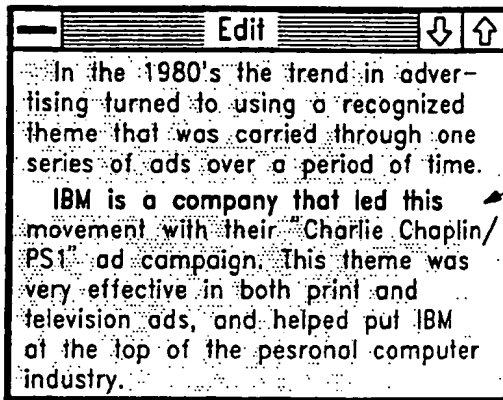 Edit
In the 1980's the trend in adver-
tising turned to using a recognized
theme that was carried through one
series of ads over a period of time.
IBM is a company that led this
movement with their "Charlie Chaplin/
PS1" ad campaign. This theme was
very effective in both print and
television ads, and helped put IBM
at the top of the pesronal computer
industry.